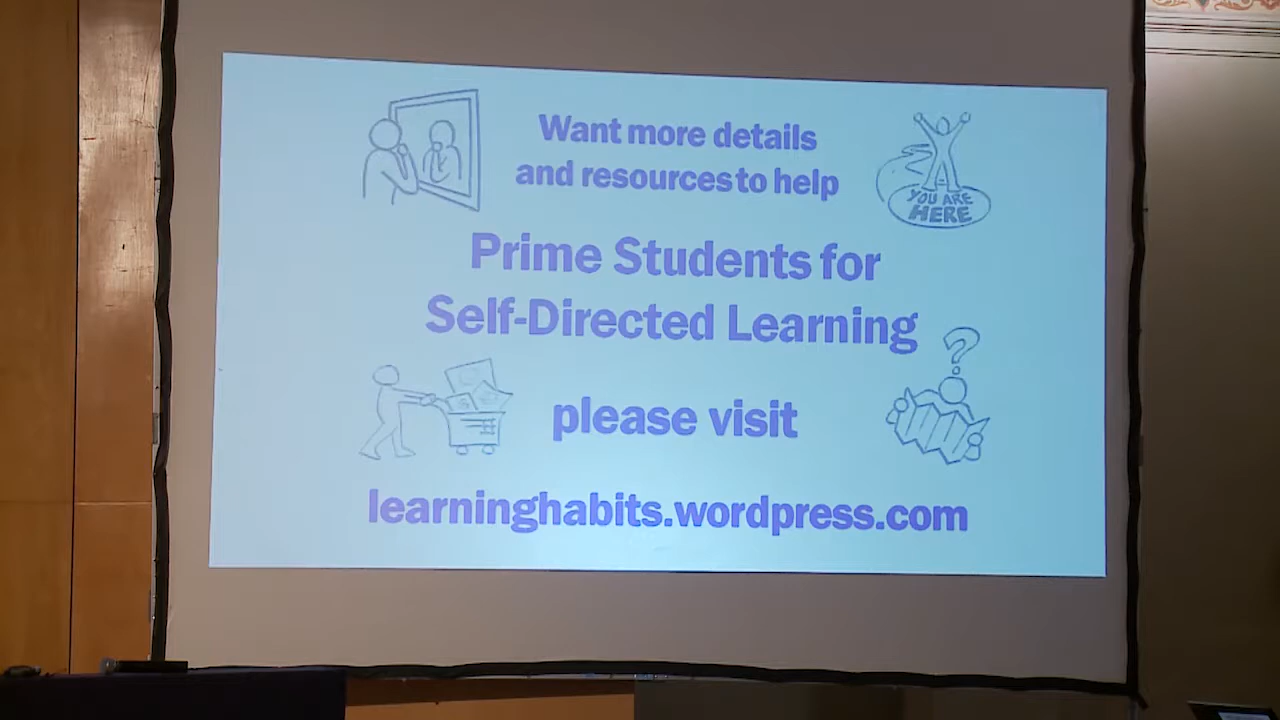 Want more details
and resources to help
YOU ARE
HERE
Prime Students for
Self-Directed Learning
?
please visit
learninghabits.wordpress.com